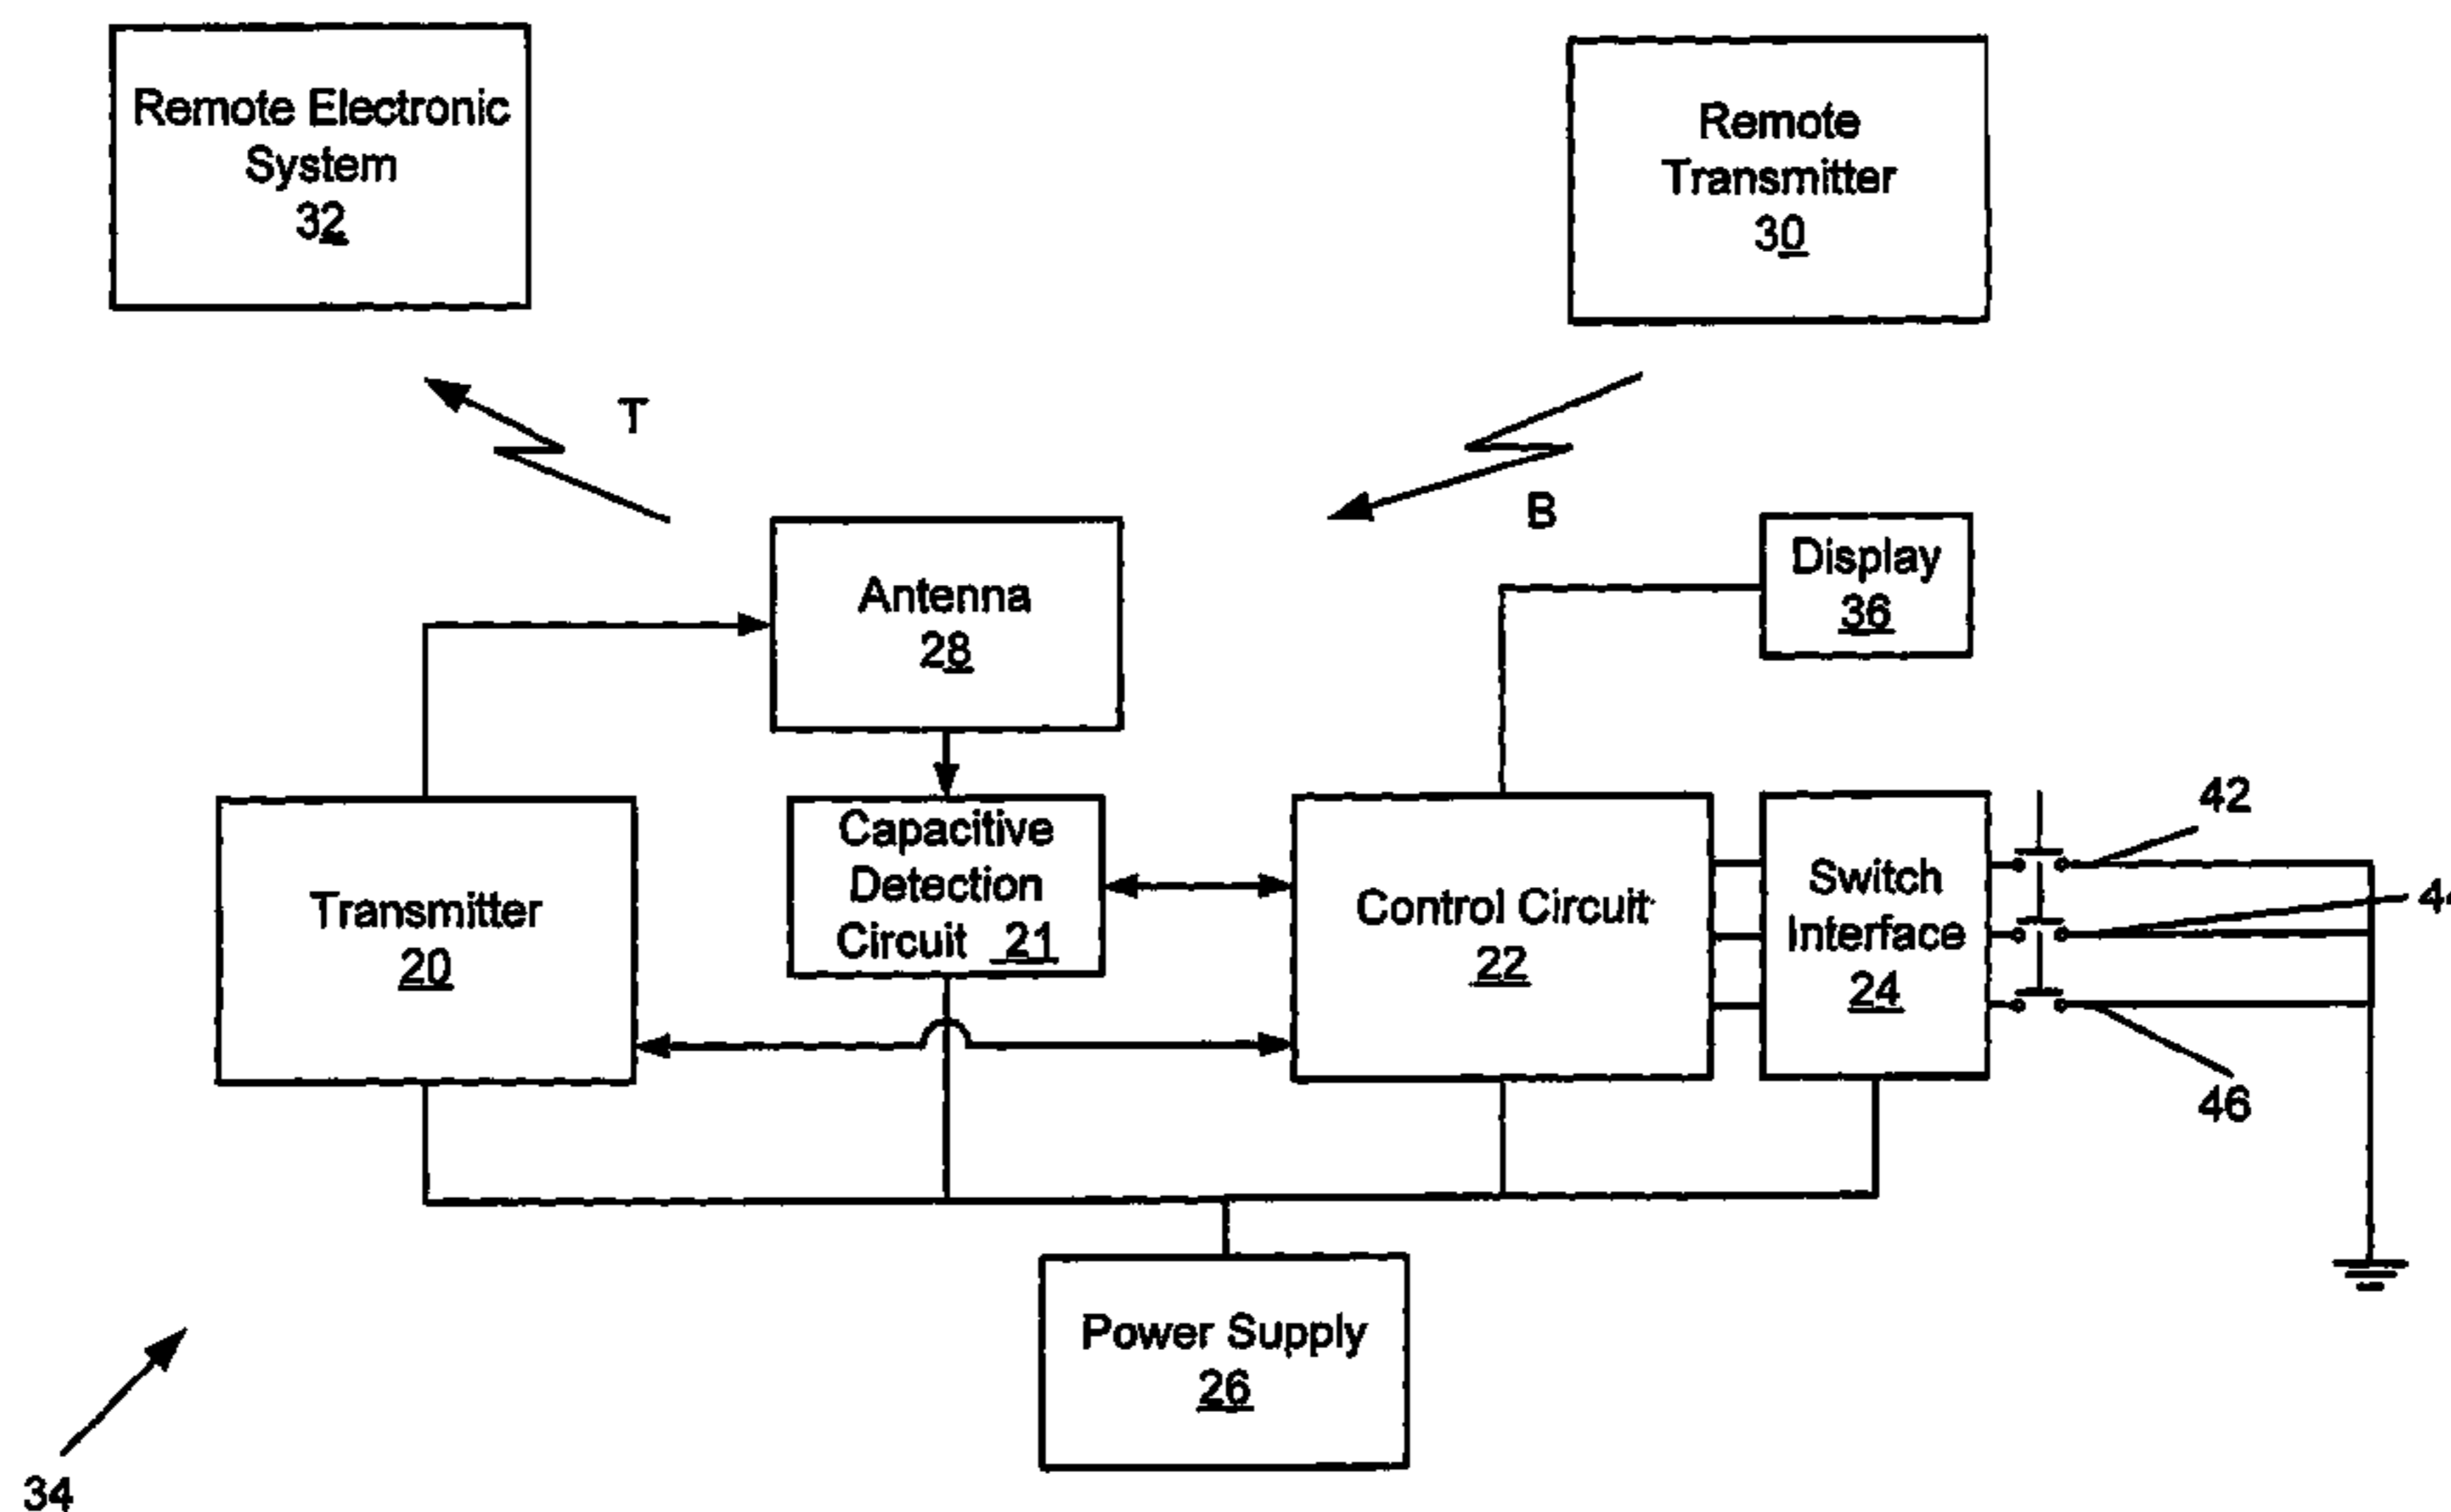 Remote Electronic
System
32
Remote
Transmitter
30
T
B
Antenna
28
Display
36
Transmitter
20
Capacitive
Detection
Circuit 21
Control Circuit
22
Switch
Interface
24
42
44
46
Power Supply
26
34